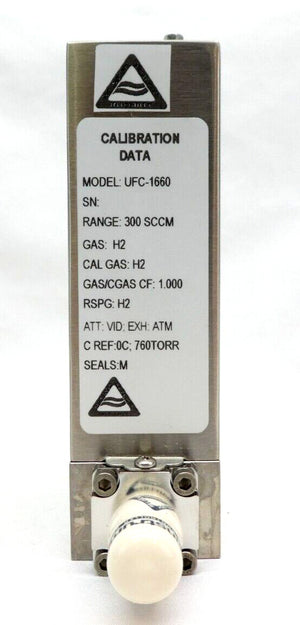 CALIBRATION
DATA
MODEL: UFC-1660
SN:
RANGE: 300 SCCM
GAS: H2
CAL GAS: H2
GAS/CGAS CF: 1.000
RSPG: H2
ATT: VID; EXH: ATM
C REF:0C; 760TORR
SEALS:M